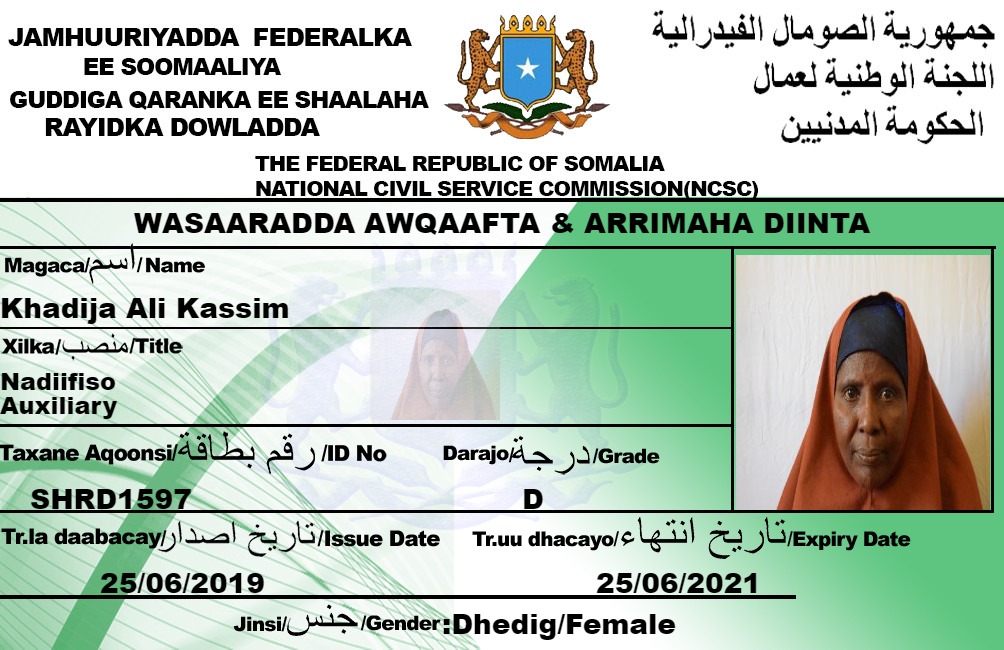 JAMHUURIYADDA FEDERALKA
EE SOOMAALIYA
GUDDIGA QARANKA EE SHAALAHA
RAYIDKA DOWLADDA
جمهورية الصومال الفيدرالية
اللجنة الوطنية لعمال
الحكومة المدنيين
THE FEDERAL REPUBLIC OF SOMALIA
NATIONAL CIVIL SERVICE COMMISSION(NCSC)
WASAARADDA AWQAAFTA & ARRIMAHA DIINTA
Magaca/اسم/Name
Khadija Ali Kassim
Xilka/منصب/Title
Nadiifiso
Auxiliary
Taxane Aqoonsi/رقم بطاقة/ID No
SHRD1597
Darajo/درجة/Grade
D
Tr.la daabacay/تاريخ اصدار/Issue Date
25/06/2019
Tr.uu dhacayo/تاريخ انتهاء/Expiry Date
25/06/2021
Jinsi/جنس/Gender:Dhedig/Female